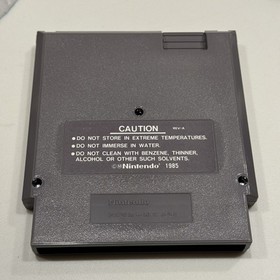 CAUTION
REV-A
• DO NOT STORE IN EXTREME TEMPERATURES.
• DO NOT IMMERSE IN WATER.
• DO NOT CLEAN WITH BENZENE, THINNER,
ALCOHOL OR OTHER SUCH SOLVENTS.
Nintendo® 1985